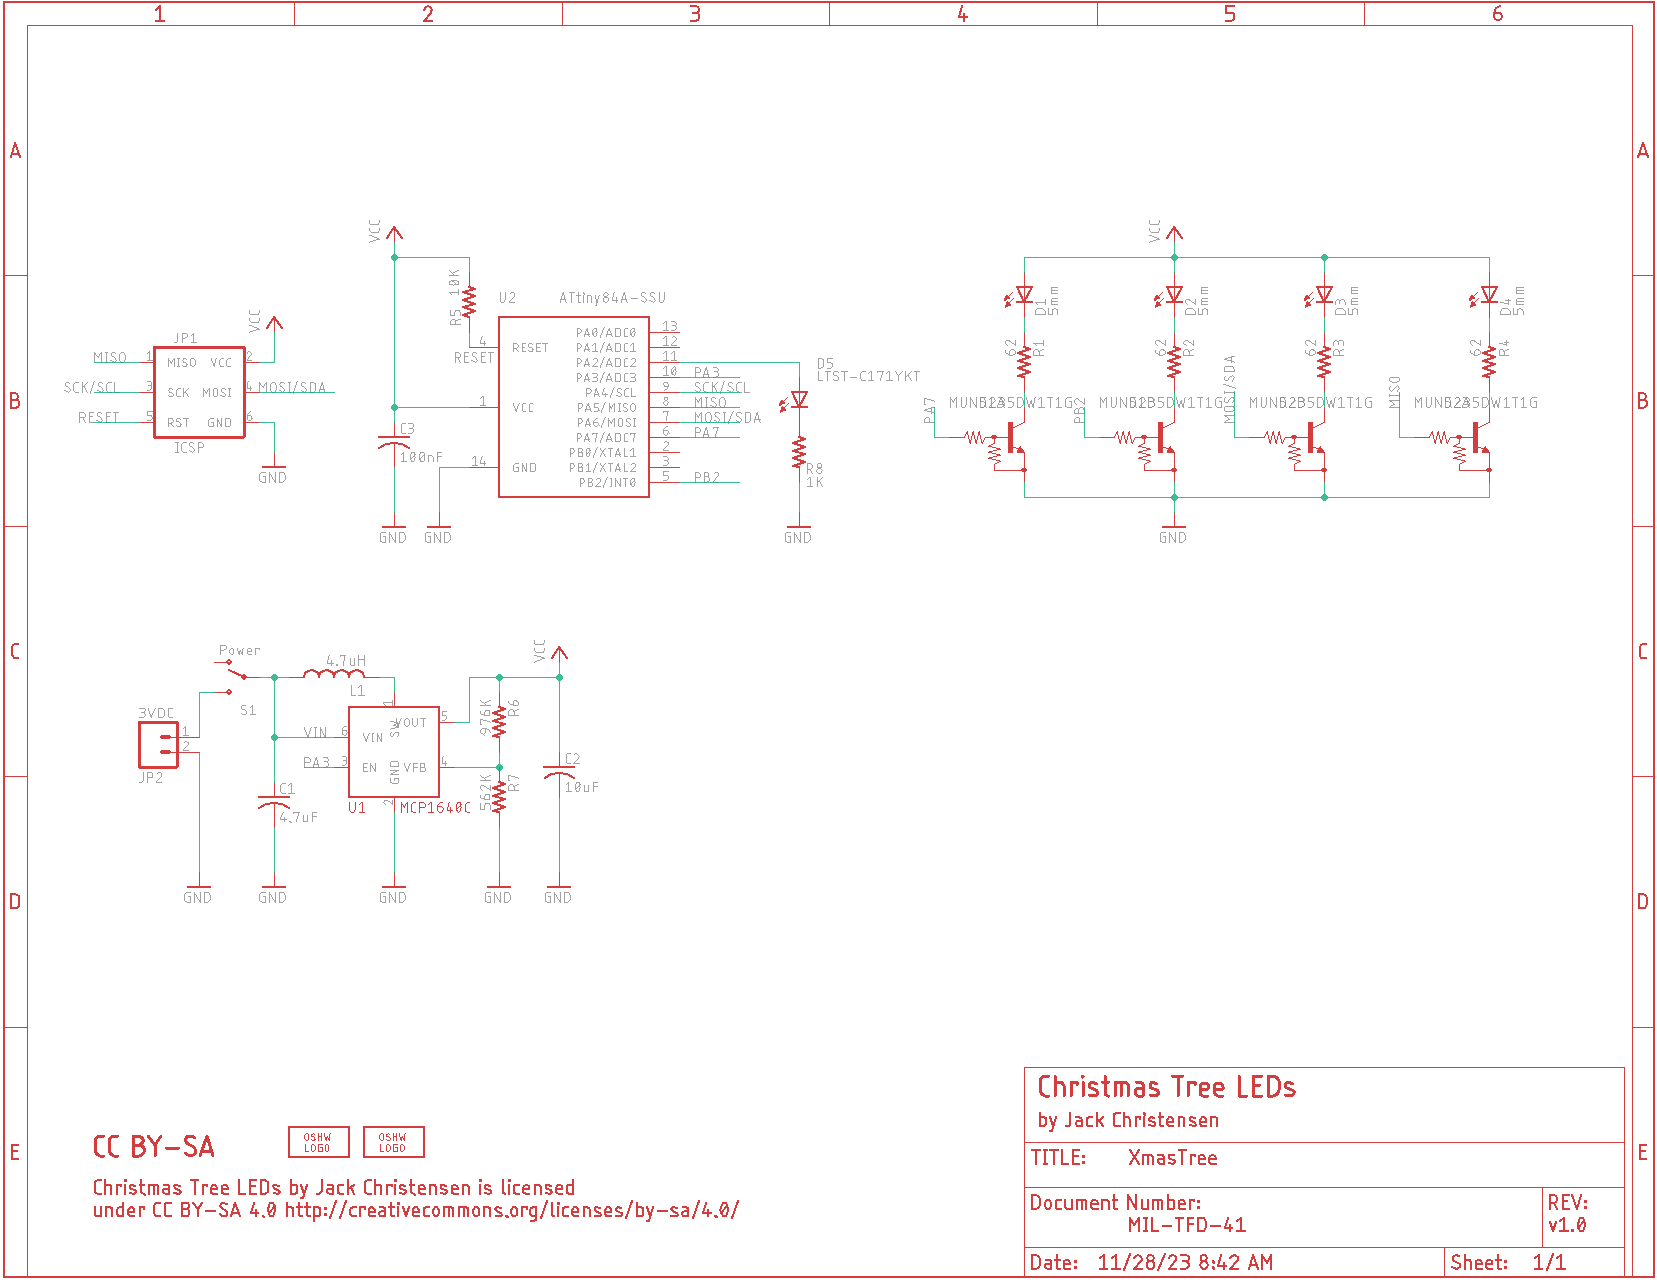 1 2 3 4 5 6
A A
B B
C C
D D
E E
VCC
R5 10K
U2 ATtiny84A-SSU
4 RESET
RESET
1 VCC
14 GND
PA0/ADC0 13
PA1/ADC1 12
PA2/ADC2 11
PA3/ADC3 10 PA3
PA4/SCL 9 SCK/SCL
PA5/MISO 8 MISO
PA6/MOSI 7 MOSI/SDA
PA7/ADC7 6 PA7
PB0/XTAL1 2
PB1/XTAL2 3
PB2/INT0 5 PB2
C3
100nF
GND GND
D5
LTST-C171YKT
R8
1K
GND
JP1
VCC
MISO 1 MISO VCC 2
SCK/SCL 3 SCK MOSI 4 MOSI/SDA
RESET 5 RST GND 6
ICSP
GND
VCC
D1 5mm
D2 5mm
D3 5mm
D4 5mm
62 R1
62 R2
62 R3
62 R4
PA7
PB2
MOSI/SDA
MISO
GND
Power
S1
3VDC
1
2
JP2
4.7uH
L1
VIN 6 VIN
PA3 3 EN
1 SW
VOUT 5
VFB 4
GND 2
U1 MCP1640C
C1
4.7uF
976K R6
562K R7
VCC
C2
10uF
GND GND GND GND GND
CC BY-SA
OSHW LOGO
OSHW LOGO
Christmas Tree LEDs by Jack Christensen is licensed
under CC BY-SA 4.0 http://creativecommons.org/licenses/by-sa/4.0/
Christmas Tree LEDs
by Jack Christensen
TITLE: XmasTree
Document Number:
MIL-TFD-41
REV:
v1.0
Date: 11/28/23 8:42 AM
Sheet: 1/1